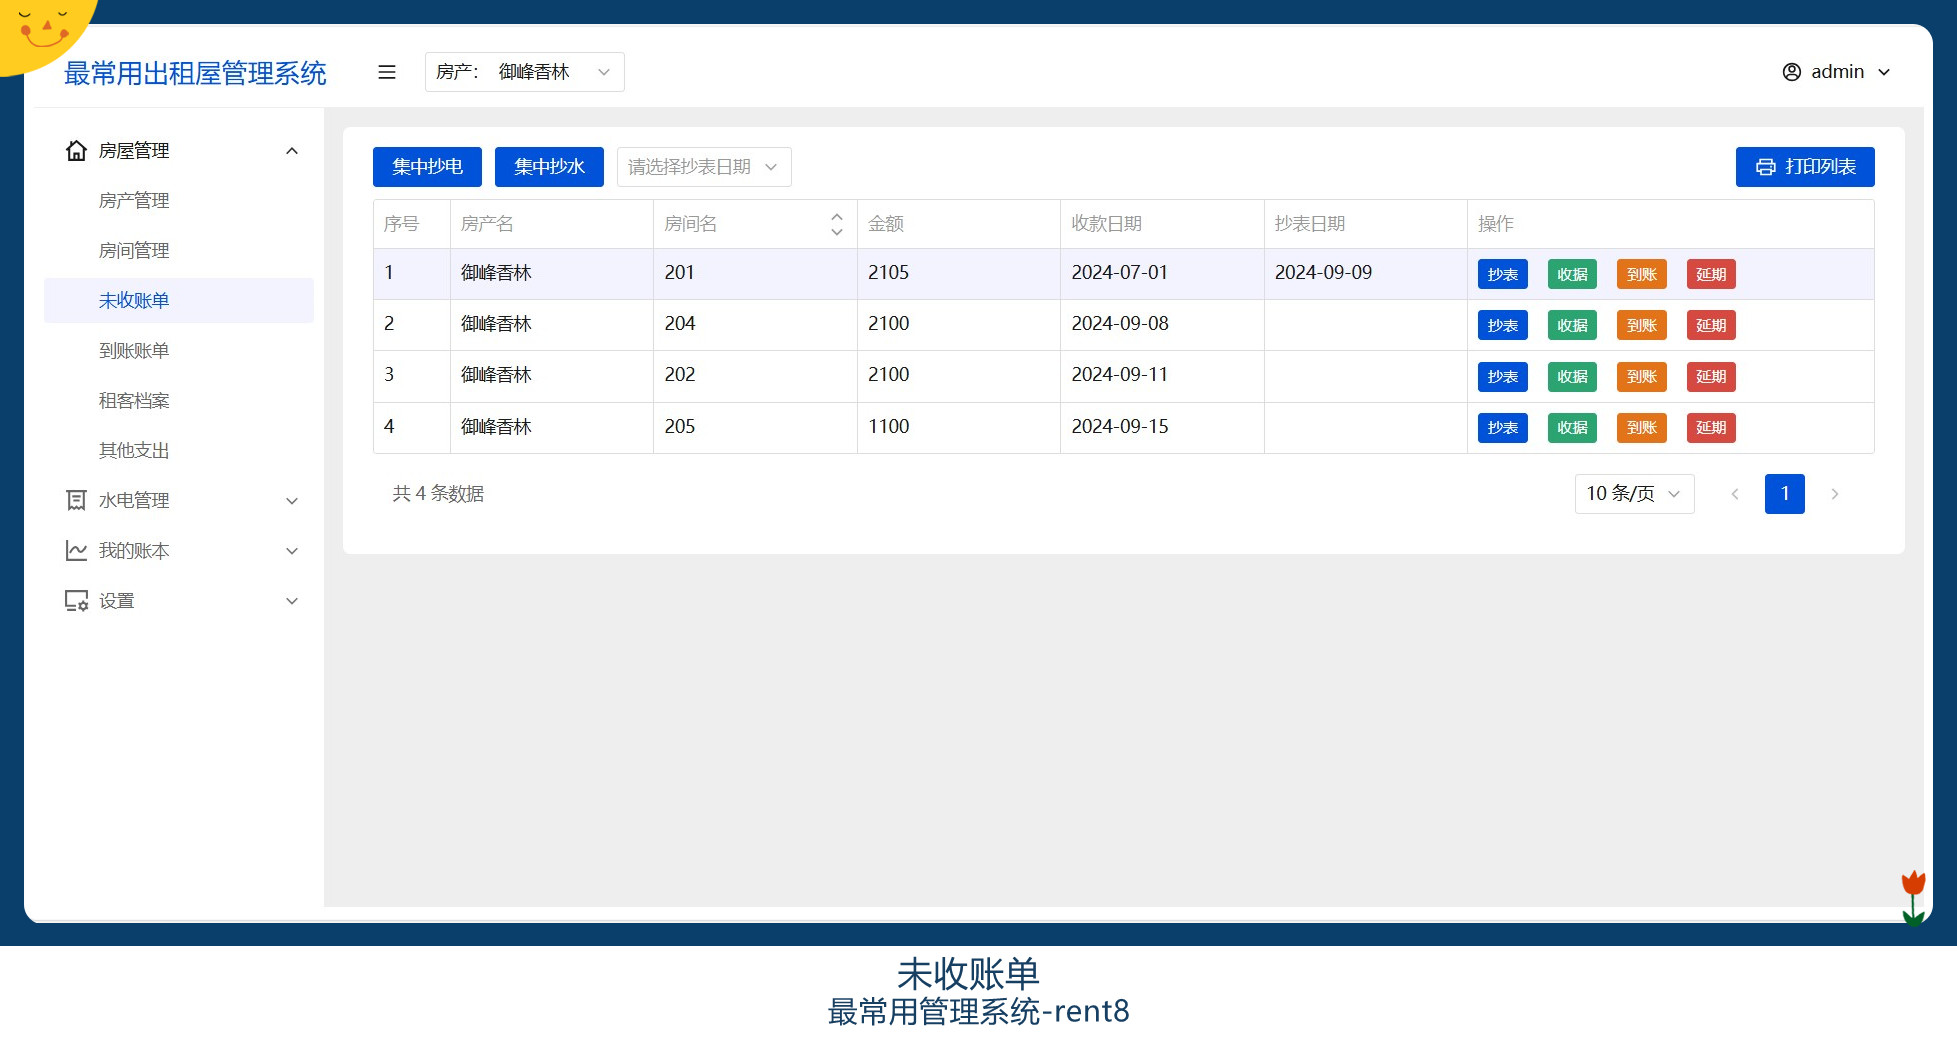 最常用出租屋管理系统
房产： 御峰香林
admin
房屋管理
房产管理
房间管理
未收账单
到账账单
租客档案
其他支出
水电管理
我的账本
设置
集中抄电 集中抄水 请选择抄表日期 打印列表
序号 房产名 房间名 金额 收款日期 抄表日期 操作
1 御峰香林 201 2105 2024-07-01 2024-09-09 抄表 收据 到账 延期
2 御峰香林 204 2100 2024-09-08 抄表 收据 到账 延期
3 御峰香林 202 2100 2024-09-11 抄表 收据 到账 延期
4 御峰香林 205 1100 2024-09-15 抄表 收据 到账 延期
共 4 条数据 10 条/页 1
未收账单
最常用管理系统-rent8